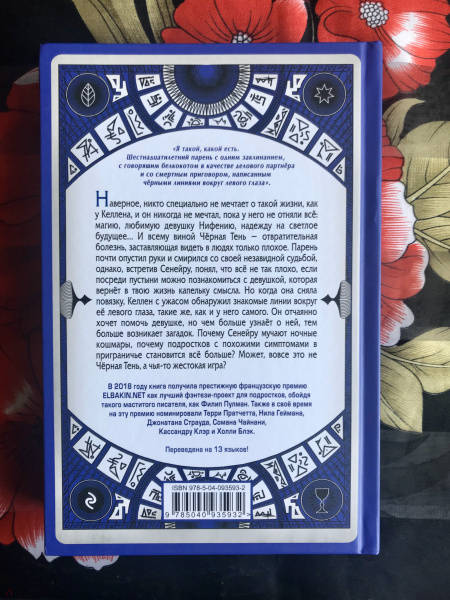 «Я такой, какой есть.
Шестнадцатилетний парень с одним заклинанием,
с говорящим белкокотом в качестве делового партнёра
и со смертным приговором, написанным
чёрными линиями вокруг левого глаза».
Наверное, никто специально не мечтает о такой жизни, как
у Келлена, и он никогда не мечтал, пока у него не отняли всё:
магию, любимую девушку Нифению, надежду на светлое
будущее... И всему виной Чёрная Тень – отвратительная
болезнь, заставляющая видеть в людях только плохое. Парень
почти опустил руки и смирился со своей незавидной судьбой,
однако, встретив Сенейру, понял, что всё не так плохо, если
посреди пустыни можно познакомиться с девушкой, которая
вернёт в твою жизнь капельку смысла. Но когда она сняла
повязку, Келлен с ужасом обнаружил знакомые линии вокруг
её левого глаза, такие же, как и у него самого. Он отчаянно
хочет помочь девушке, но чем больше узнаёт о ней, тем
больше возникает загадок. Почему Сенейру мучают ночные
кошмары, почему подростков с похожими симптомами в
приграничье становится всё больше? Может, вовсе это не
Чёрная Тень, а чья-то жестокая игра?
В 2018 году книга получила престижную французскую премию
ELBAKIN.NET как лучший фэнтези-проект для подростков, обойдя
такого маститого писателя, как Филип Пулман. Также в своё время
на эту премию номинировали Терри Пратчетта, Нила Геймана,
Джонатана Страуда, Сомана Чайнани,
Кассандру Клэр и Холли Блэк.
Переведена на 13 языков!
ISBN 978-5-04-093593-2
9 785040 935932 >